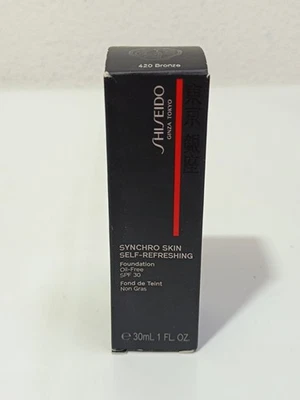 420 Bronze
SHISEIDO
GINZA TOKYO
SYNCHRO SKIN
SELF-REFRESHING
Foundation
Oil-Free
SPF 30
Fond de Teint
Non Gras
e 30mL 1 FL. OZ.